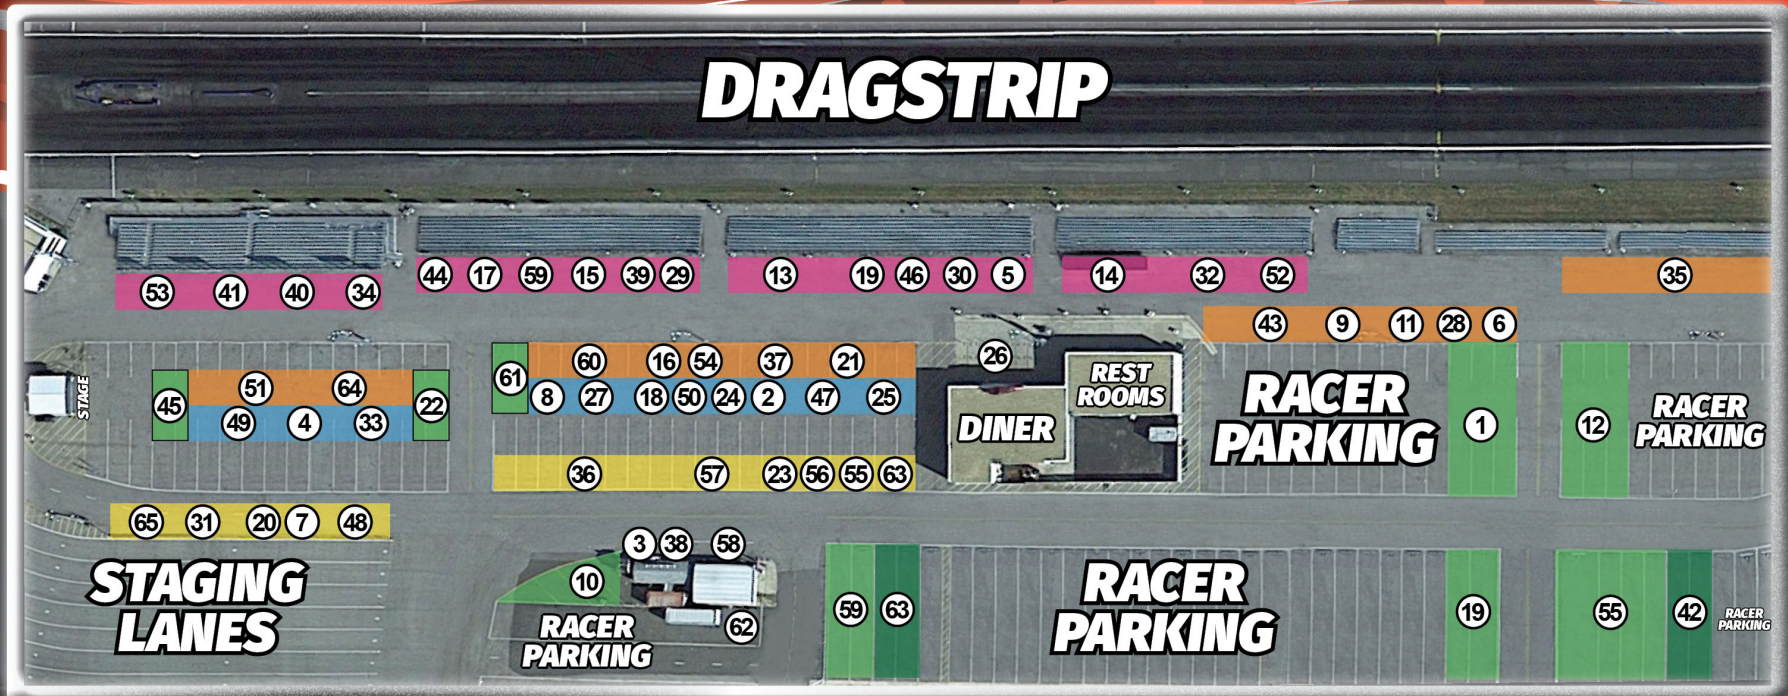 DRAGSTRIP
44 17 59 15 39 29 13 19 46 30 5 14 32 52 35
53 41 40 34
43 9 11 28 6
60 16 54 37 21 26
61
51 64
STAGE
45 22
8 27 18 50 24 2 47 25
49 4 33
REST
ROOMS
DINER
RACER
PARKING
1 12
RACER
PARKING
36 57 23 56 55 63
65 31 20 7 48
3 38 58
STAGING
LANES
10
RACER
PARKING
62
59 63
RACER
PARKING
19 55 42
RACER
PARKING